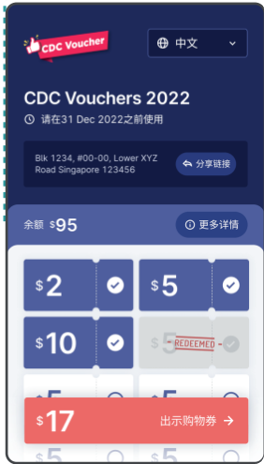 CDC Voucher
中文
CDC Vouchers 2022
请在31 Dec 2022之前使用
Blk 1234, #00-00, Lower XYZ
Road Singapore 123456
分享链接
余额 $95
更多详情
$2
$5
$10
$5 REDEEMED
$5
$5
$17
出示购物券
$5
$5